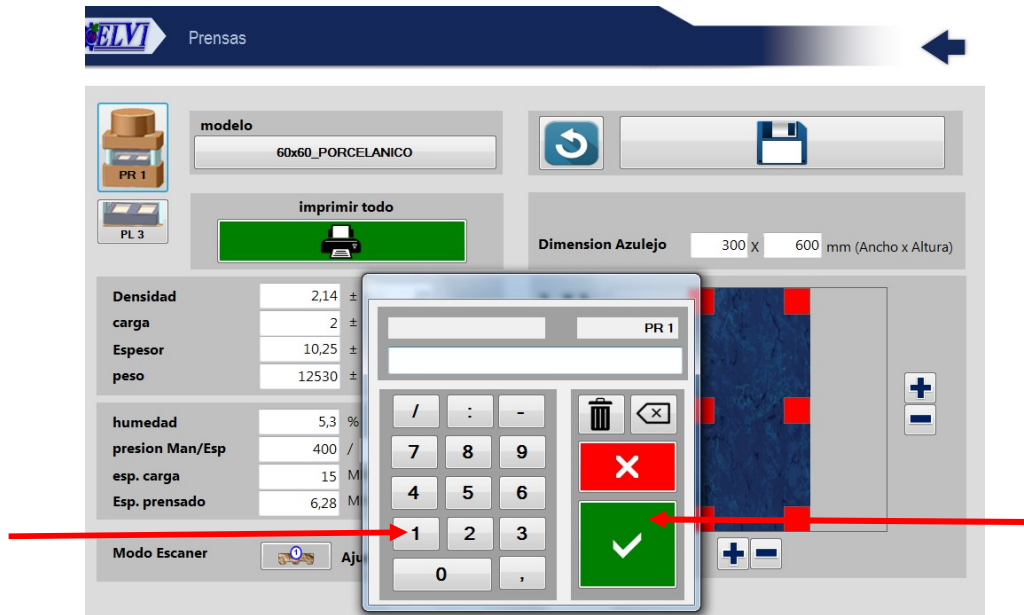 ELVI
Prensas
modelo
60x60_PORCELANICO
PR 1
imprimir todo
PL 3
Dimension Azulejo 300 X 600 mm (Ancho x Altura)
Densidad 2,14 ±
carga 2 ±
Espesor 10,25 ±
peso 12530 ±
PR 1
humedad 5,3 %
presion Man/Esp 400 /
esp. carga 15 M
Esp. prensado 6,28 M
/ : -
7 8 9
4 5 6
1 2 3
0 ,
Modo Escaner 1 Aju